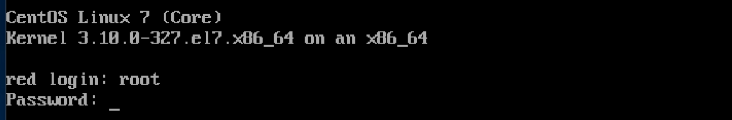 CentOS Linux 7 (Core)
Kernel 3.10.0-327.el7.x86_64 on an x86_64
red login: root
Password: _